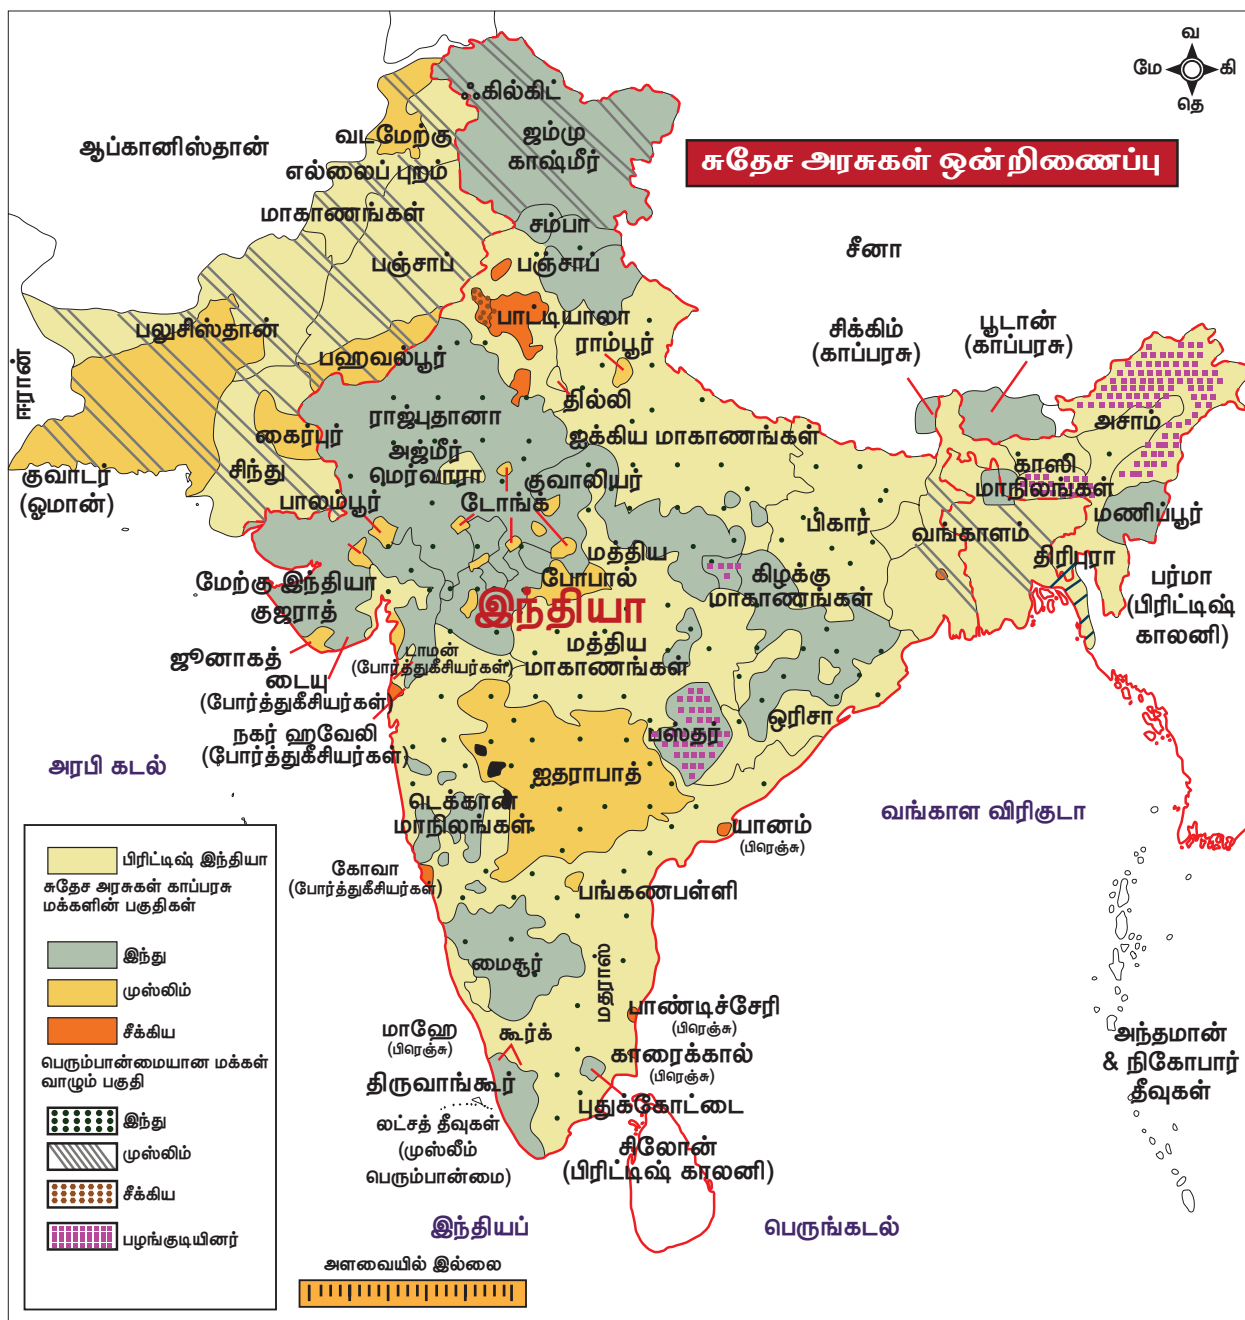 வ
மே
கி
தெ
சுதேச அரசுகள் ஒன்றிணைப்பு
ஆப்கானிஸ்தான்
ஃகில்கிட்
ஜம்மு
காஷ்மீர்
வடமேற்கு
எல்லைப் புறம்
மாகாணங்கள்
சம்பா
பஞ்சாப்
பஞ்சாப்
சீனா
பாட்டியாலா
ராம்பூர்
தில்லி
சிக்கிம்
(காப்பரசு)
பூடான்
(காப்பரசு)
பலுசிஸ்தான்
பஹவல்பூர்
ஈரான்
ராஜ்புதானா
அஜ்மீர்
மெர்வாரா
ஐக்கிய மாகாணங்கள்
அசாம்
கைர்புர்
சிந்து
குவாடர்
(ஓமான்)
குவாலியர்
காஸி
மாநிலங்கள்
பாலம்பூர்
டோங்க்
பிகார்
வங்காளம்
மணிப்பூர்
மத்திய
போபால்
கிழக்கு
மாகாணங்கள்
திரிபுரா
பர்மா
(பிரிட்டிஷ்
காலனி)
மேற்கு இந்தியா
குஜராத்
இந்தியா
ஜூனாகத்
டாமன்
(போர்த்துகீசியர்கள்)
மத்திய
மாகாணங்கள்
டையு
(போர்த்துகீசியர்கள்)
நகர் ஹவேலி
(போர்த்துகீசியர்கள்)
பஸ்தர்
ஒரிசா
அரபி கடல்
ஐதராபாத்
டெக்கான்
மாநிலங்கள்
யானம்
(பிரெஞ்சு)
வங்காள விரிகுடா
கோவா
(போர்த்துகீசியர்கள்)
பங்கணபள்ளி
மைசூர்
மதராஸ்
பாண்டிச்சேரி
(பிரெஞ்சு)
மாஹே
(பிரெஞ்சு)
கூர்க்
காரைக்கால்
(பிரெஞ்சு)
அந்தமான்
& நிகோபார்
தீவுகள்
திருவாங்கூர்
புதுக்கோட்டை
லட்சத் தீவுகள்
(முஸ்லீம்
பெரும்பான்மை)
சிலோன்
(பிரிட்டிஷ் காலனி)
இந்தியப்
பெருங்கடல்
பிரிட்டிஷ் இந்தியா
சுதேச அரசுகள் காப்பரசு
மக்களின் பகுதிகள்
இந்து
முஸ்லிம்
சீக்கிய
பெரும்பான்மையான மக்கள்
வாழும் பகுதி
இந்து
முஸ்லிம்
சீக்கிய
பழங்குடியினர்
அளவையில் இல்லை